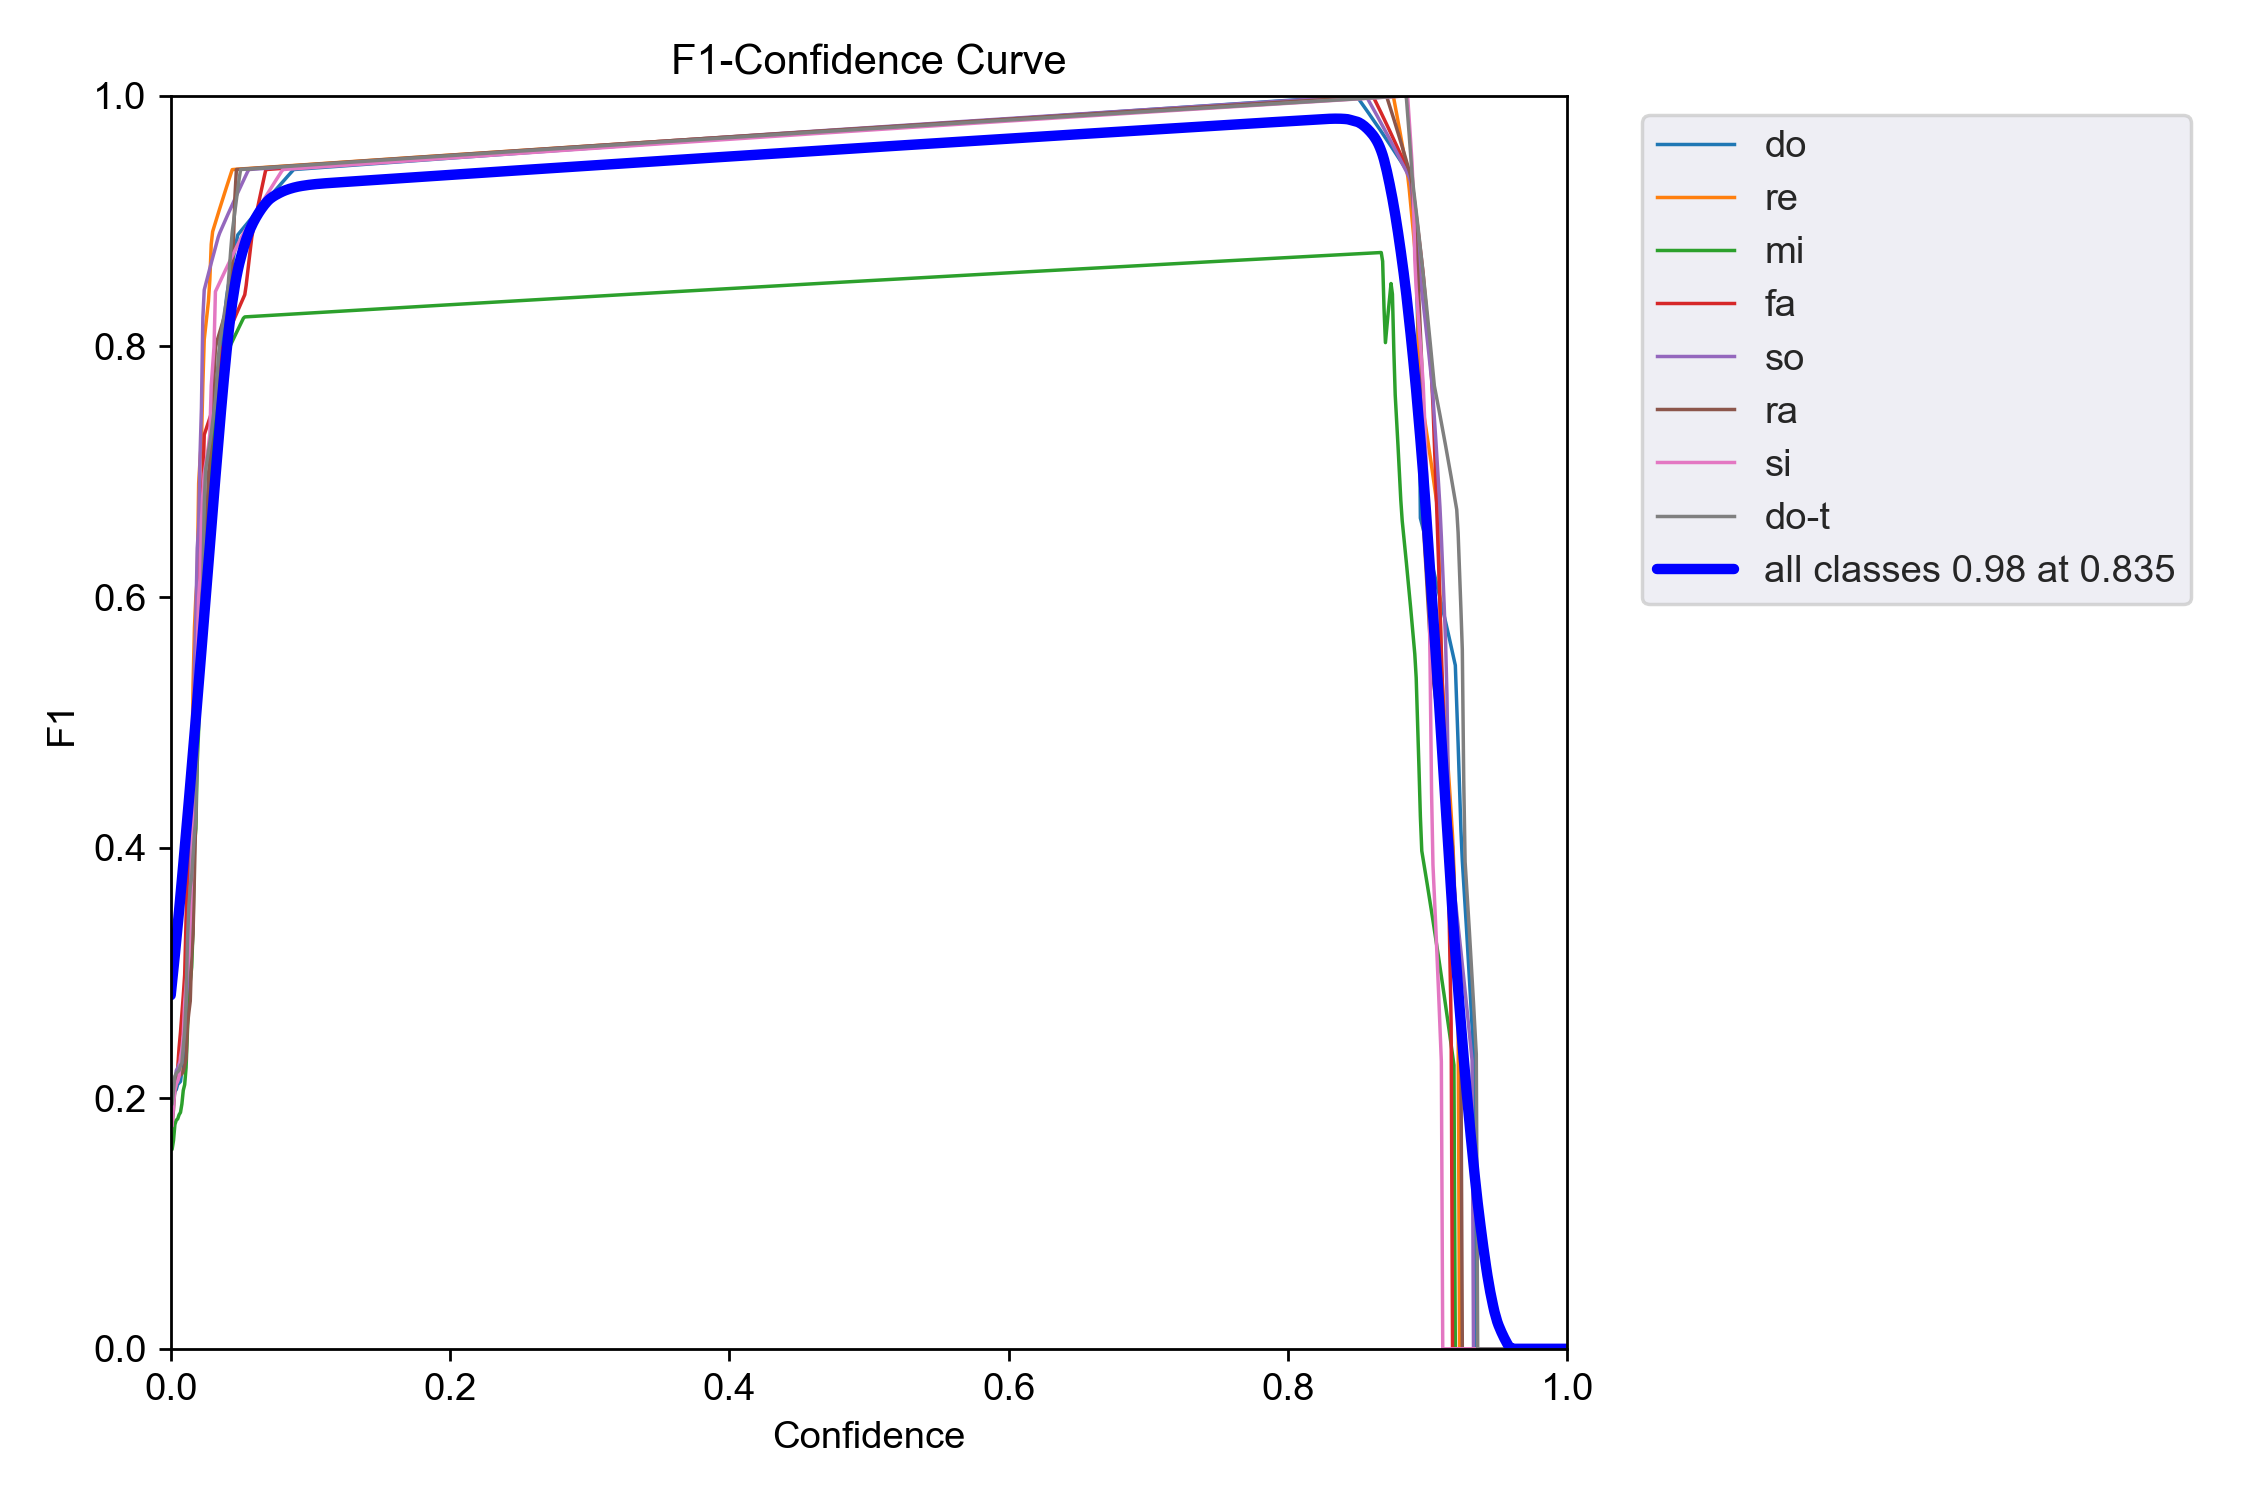 F1-Confidence Curve
1.0
0.8
0.6
0.4
0.2
0.0
F1
0.0 0.2 0.4 0.6 0.8 1.0
Confidence
do
re
mi
fa
so
ra
si
do-t
all classes 0.98 at 0.835